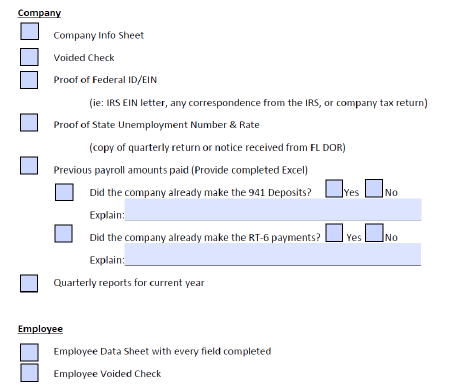 Company
Company Info Sheet
Voided Check
Proof of Federal ID/EIN
(ie: IRS EIN letter, any correspondence from the IRS, or company tax return)
Proof of State Unemployment Number & Rate
(copy of quarterly return or notice received from FL DOR)
Previous payroll amounts paid (Provide completed Excel)
Did the company already make the 941 Deposits? Yes No
Explain:
Did the company already make the RT-6 payments? Yes No
Explain:
Quarterly reports for current year
Employee
Employee Data Sheet with every field completed
Employee Voided Check